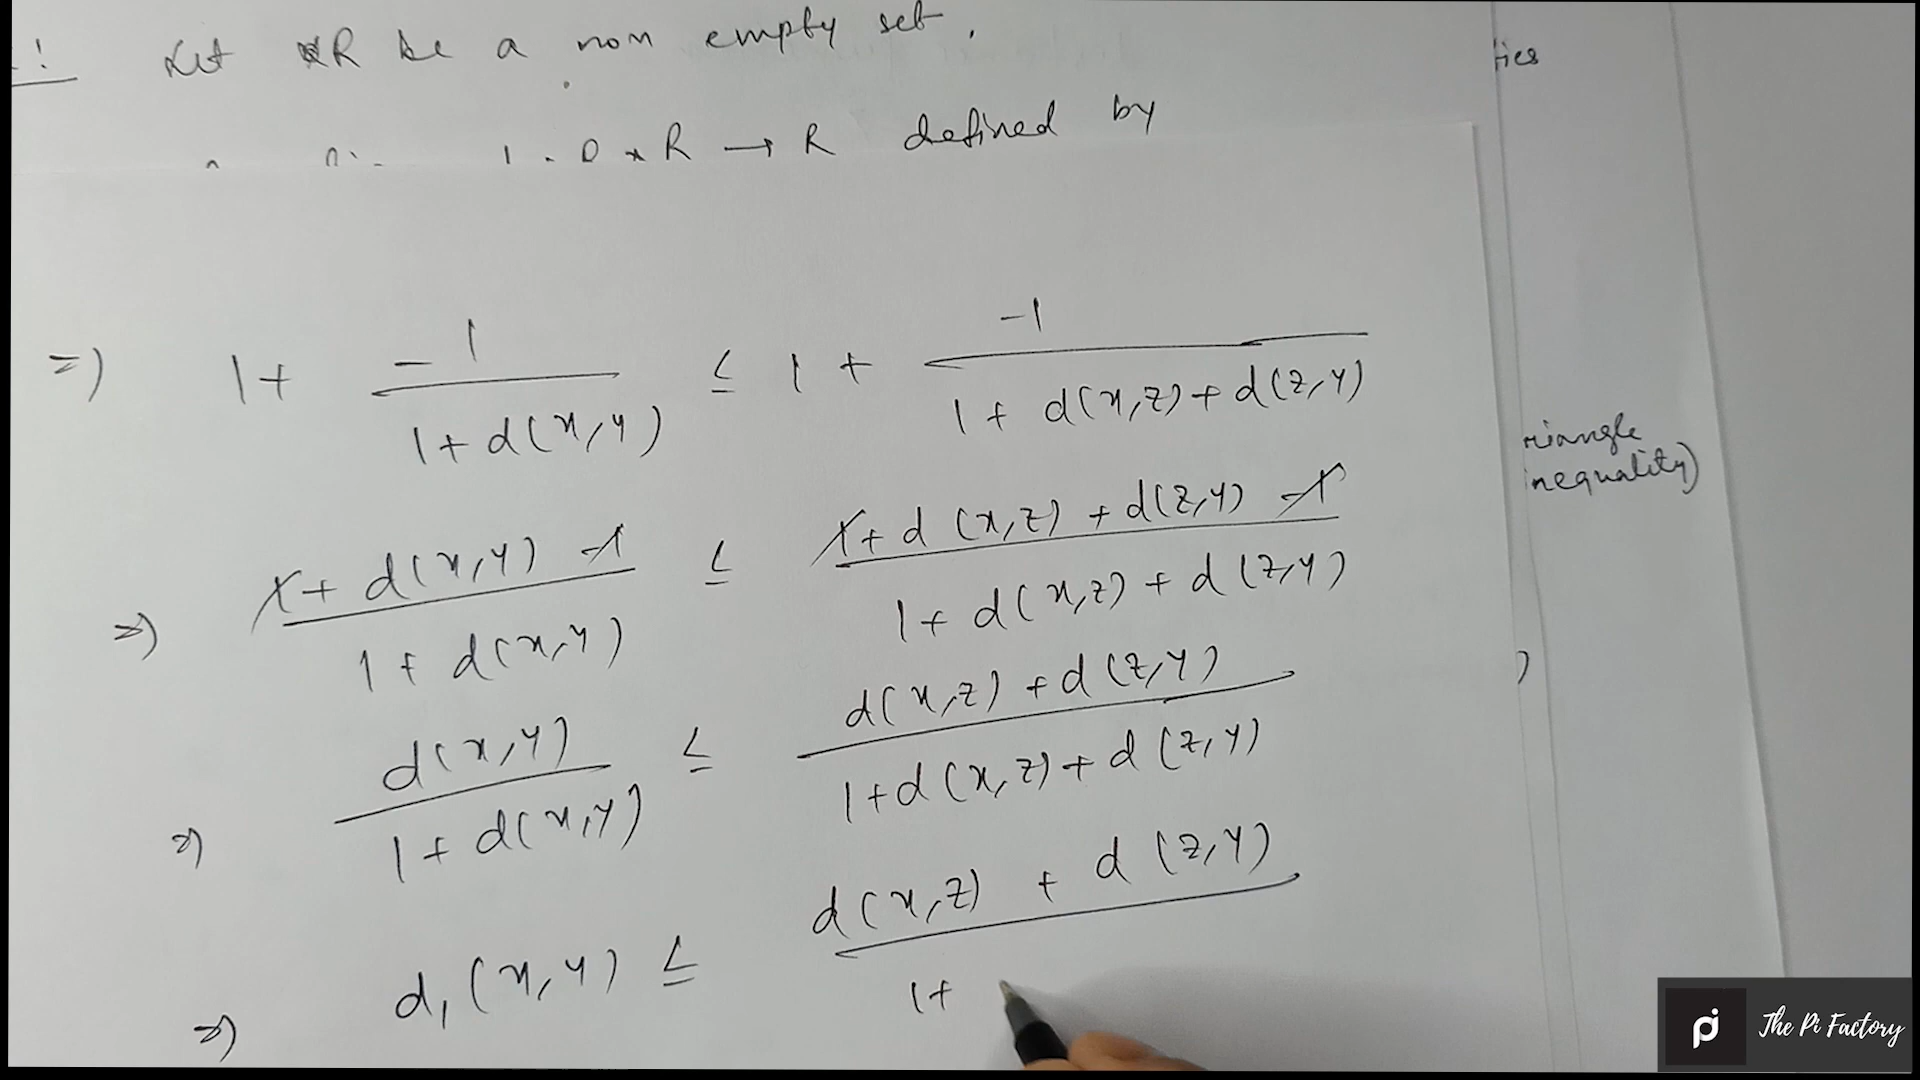 Let R be a non empty set.
R → R defined by
ties
=) 1 + -1/(1+d(x,y)) ≤ 1 + -1/(1+d(x,z)+d(z,y))
riangle
inequality)
=) (1+d(x,y)-1)/(1+d(x,y)) ≤ (1+d(x,z)+d(z,y)-1)/(1+d(x,z)+d(z,y))
=) d(x,y)/(1+d(x,y)) ≤ (d(x,z)+d(z,y))/(1+d(x,z)+d(z,y))
=) d₁(x,y) ≤ (d(x,z)+d(z,y))/(1+
pi The Pi Factory